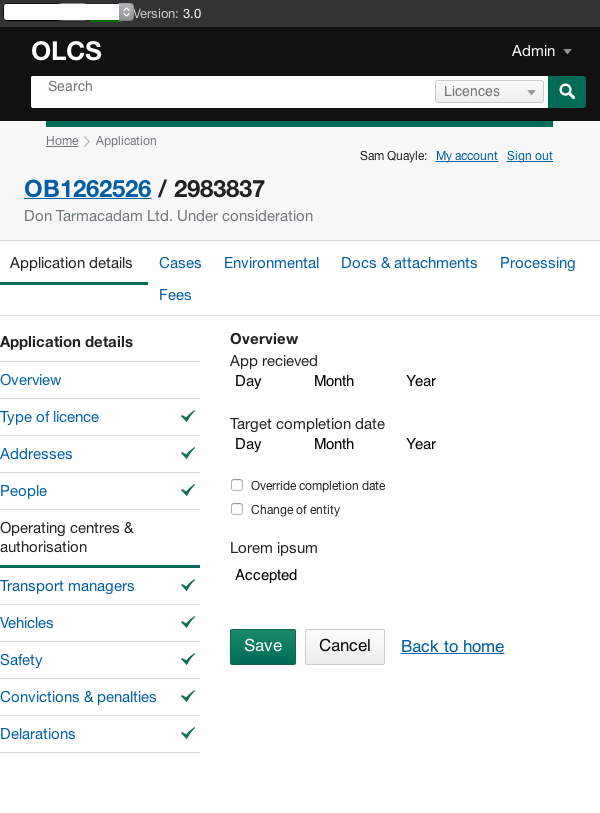 Version: 3.0
OLCS
Admin
Search
Licences
Home Application
Sam Quayle: My account Sign out
OB1262526 / 2983837
Don Tarmacadam Ltd. Under consideration
Application details Cases Environmental Docs & attachments Processing
Fees
Application details
Overview
Type of licence
Addresses
People
Operating centres &
authorisation
Transport managers
Vehicles
Safety
Convictions & penalties
Delarations
Overview
App recieved
Day Month Year
Target completion date
Day Month Year
Override completion date
Change of entity
Lorem ipsum
Accepted
Save Cancel Back to home